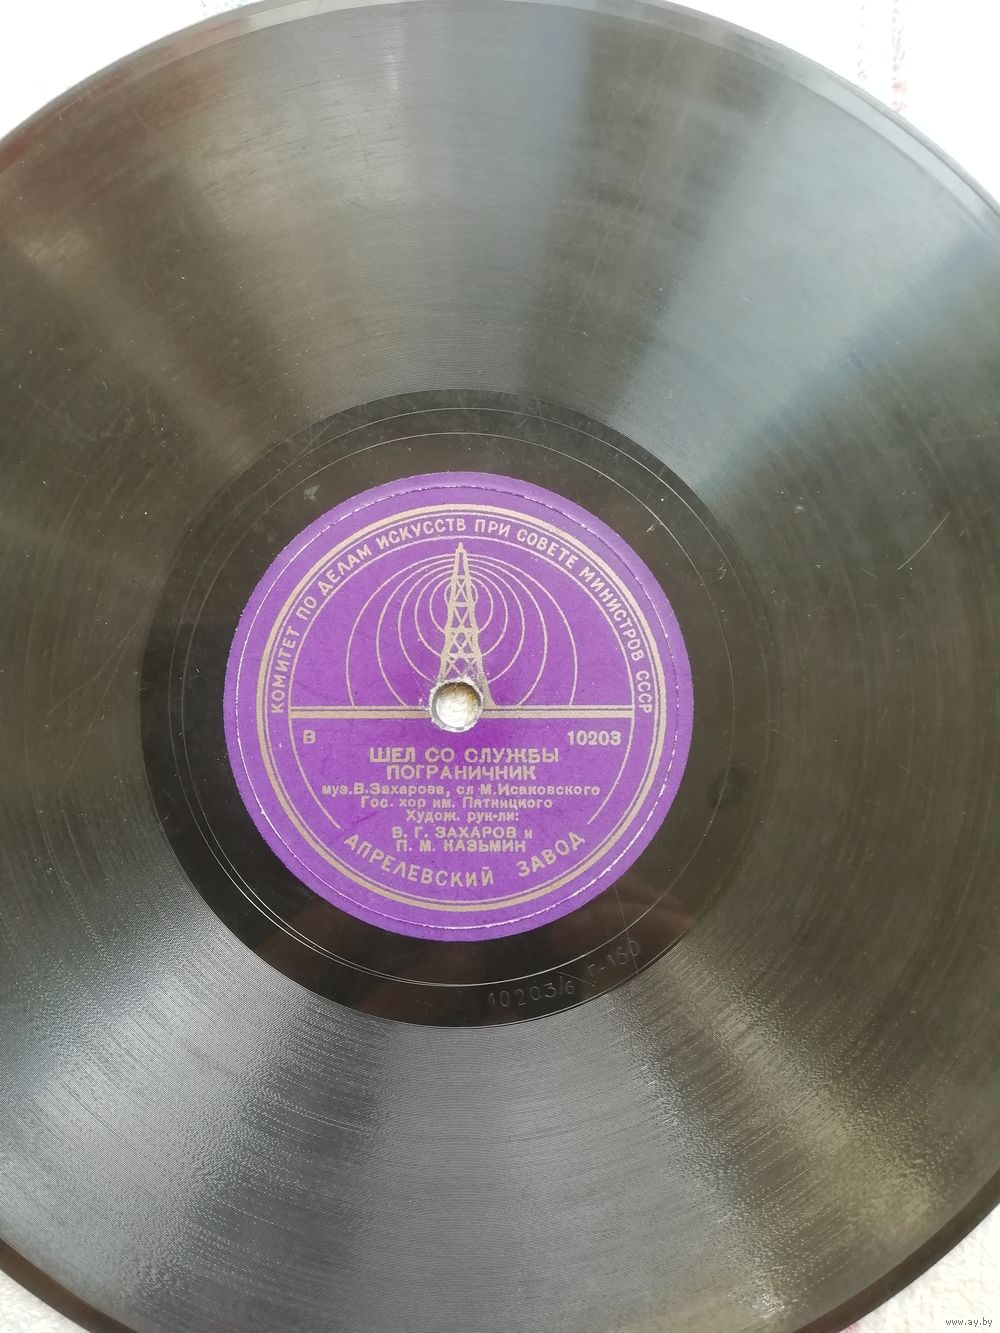 КОМИТЕТ ПО ДЕЛАМ ИСКУССТВ ПРИ СОВЕТЕ МИНИСТРОВ СССР
В 10203
ШЕЛ СО СЛУЖБЫ
ПОГРАНИЧНИК
муз.В.Захарова, сл М.Исаковского
Гос. хор им. Пятницкого
Худож. рук-ли:
В. Г. ЗАХАРОВ и
П. М. КАЗЬМИН
АПРЕЛЕВСКИЙ ЗАВОД
10203/6 Г-160
www.ay.by